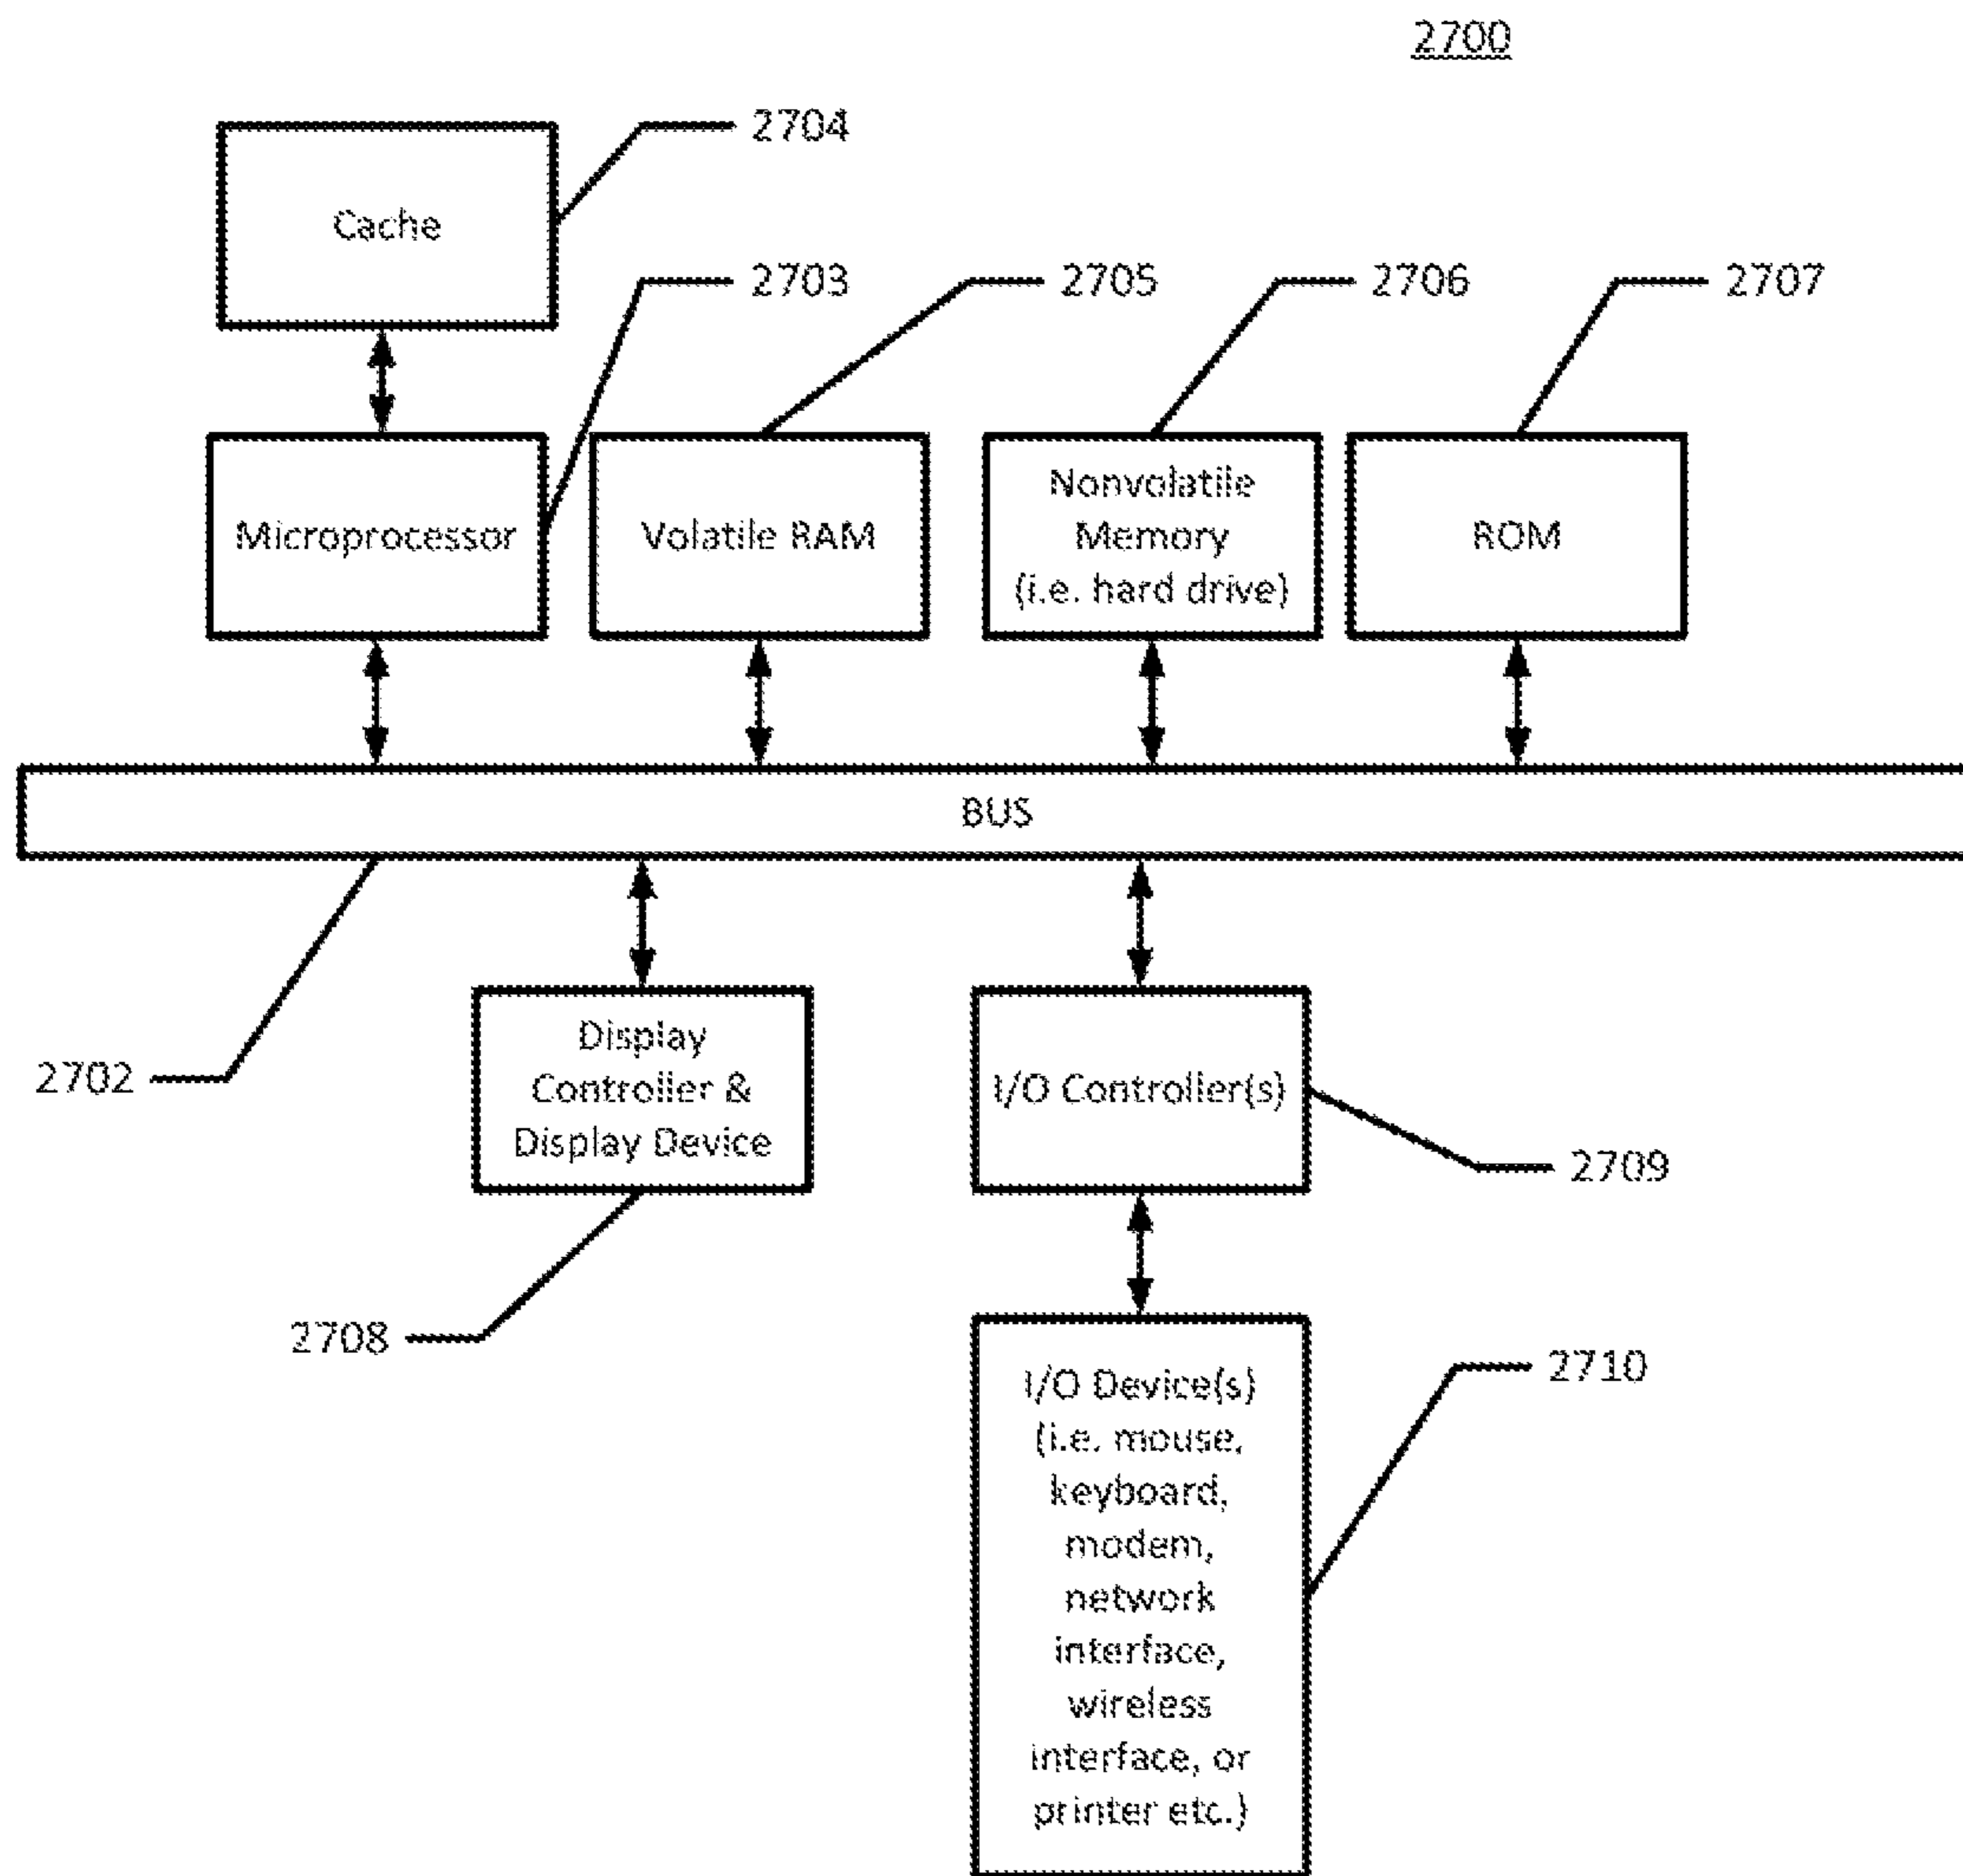 2700
2704
Cache
2703
2705
2706
2707
Microprocessor
Volatile RAM
Nonvolatile
Memory
(i.e. hard drive)
ROM
BUS
2702
Display
Controller &
Display Device
I/O Controller(s)
2709
2708
I/O Device(s)
(i.e. mouse,
keyboard,
modem,
network
interface,
wireless
interface, or
printer etc.)
2710